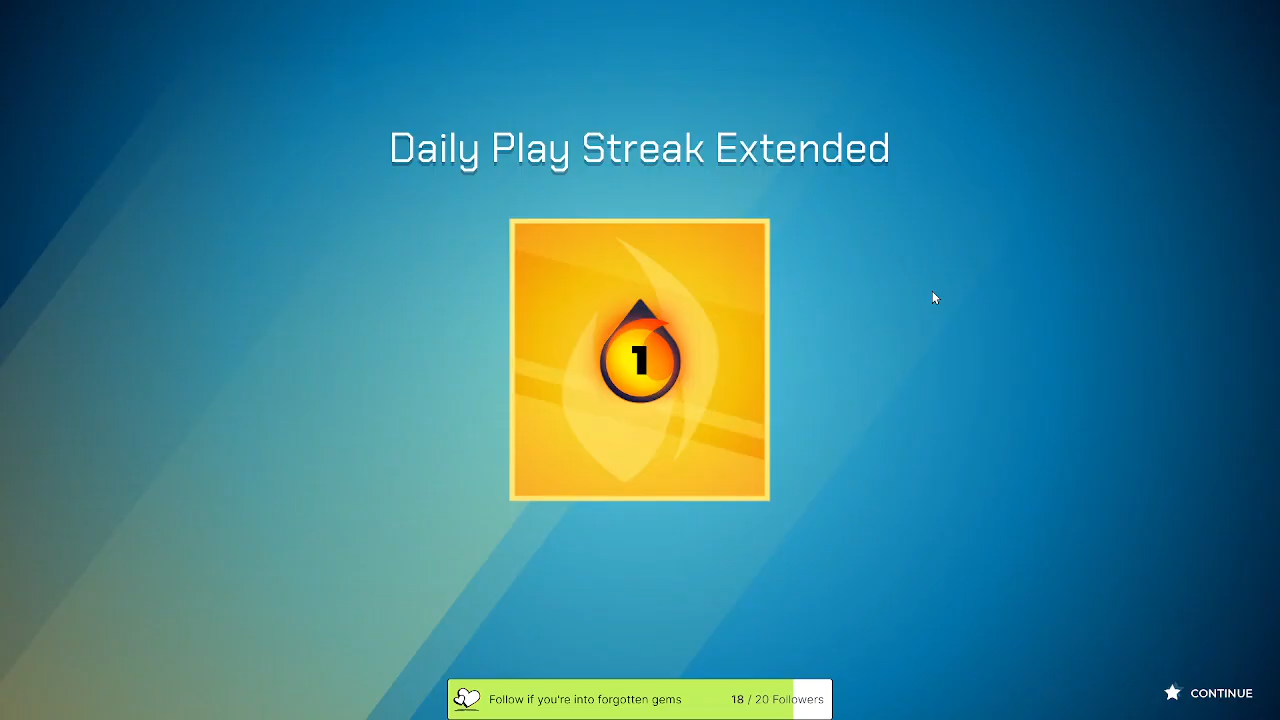 Daily Play Streak Extended
1
Follow if you're into forgotten gems 18 / 20 Followers
CONTINUE